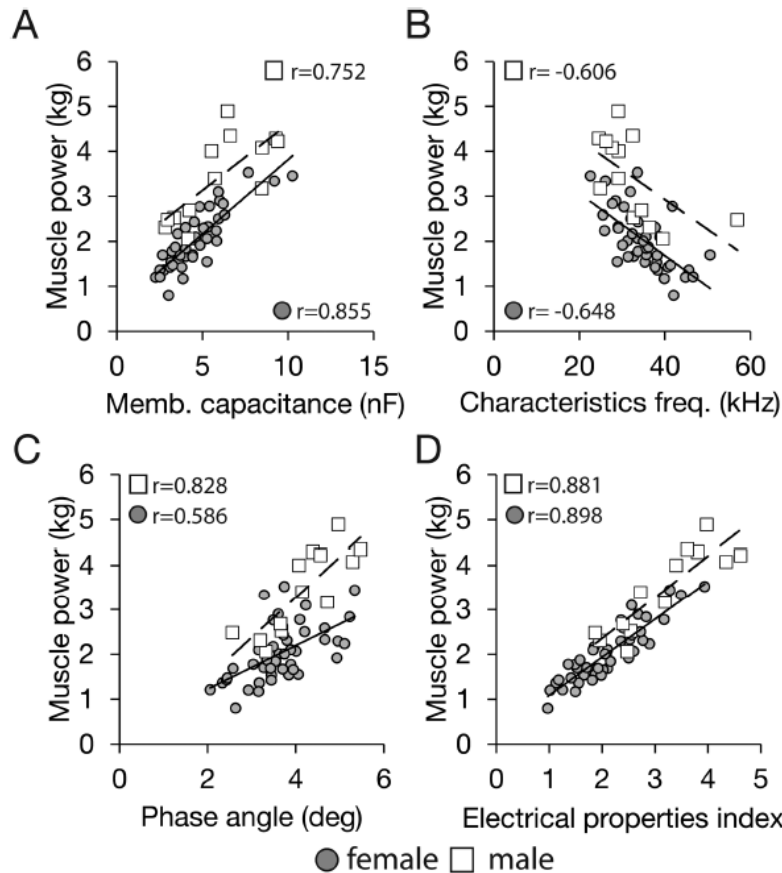 A
Muscle power (kg)
6
5
4
3
2
1
0
r=0.752
r=0.855
0 5 10 15
Memb. capacitance (nF)
B
Muscle power (kg)
6
5
4
3
2
1
0
r= -0.606
r= -0.648
0 20 40 60
Characteristics freq. (kHz)
C
Muscle power (kg)
6
5
4
3
2
1
0
r=0.828
r=0.586
0 2 4 6
Phase angle (deg)
D
Muscle power (kg)
6
5
4
3
2
1
0
r=0.881
r=0.898
0 1 2 3 4 5
Electrical properties index
female male